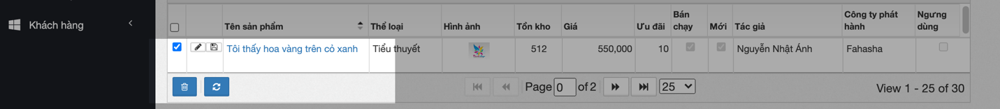 Khách hàng
Tên sản phẩm Thể loại Hình ảnh Tồn kho Giá Ưu đãi Bán chạy Mới Tác giả Công ty phát hành Ngưng dùng
Tôi thấy hoa vàng trên cỏ xanh Tiểu thuyết 512 550,000 10 Nguyễn Nhật Ánh Fahasha
Page 0 of 2 25 View 1 - 25 of 30